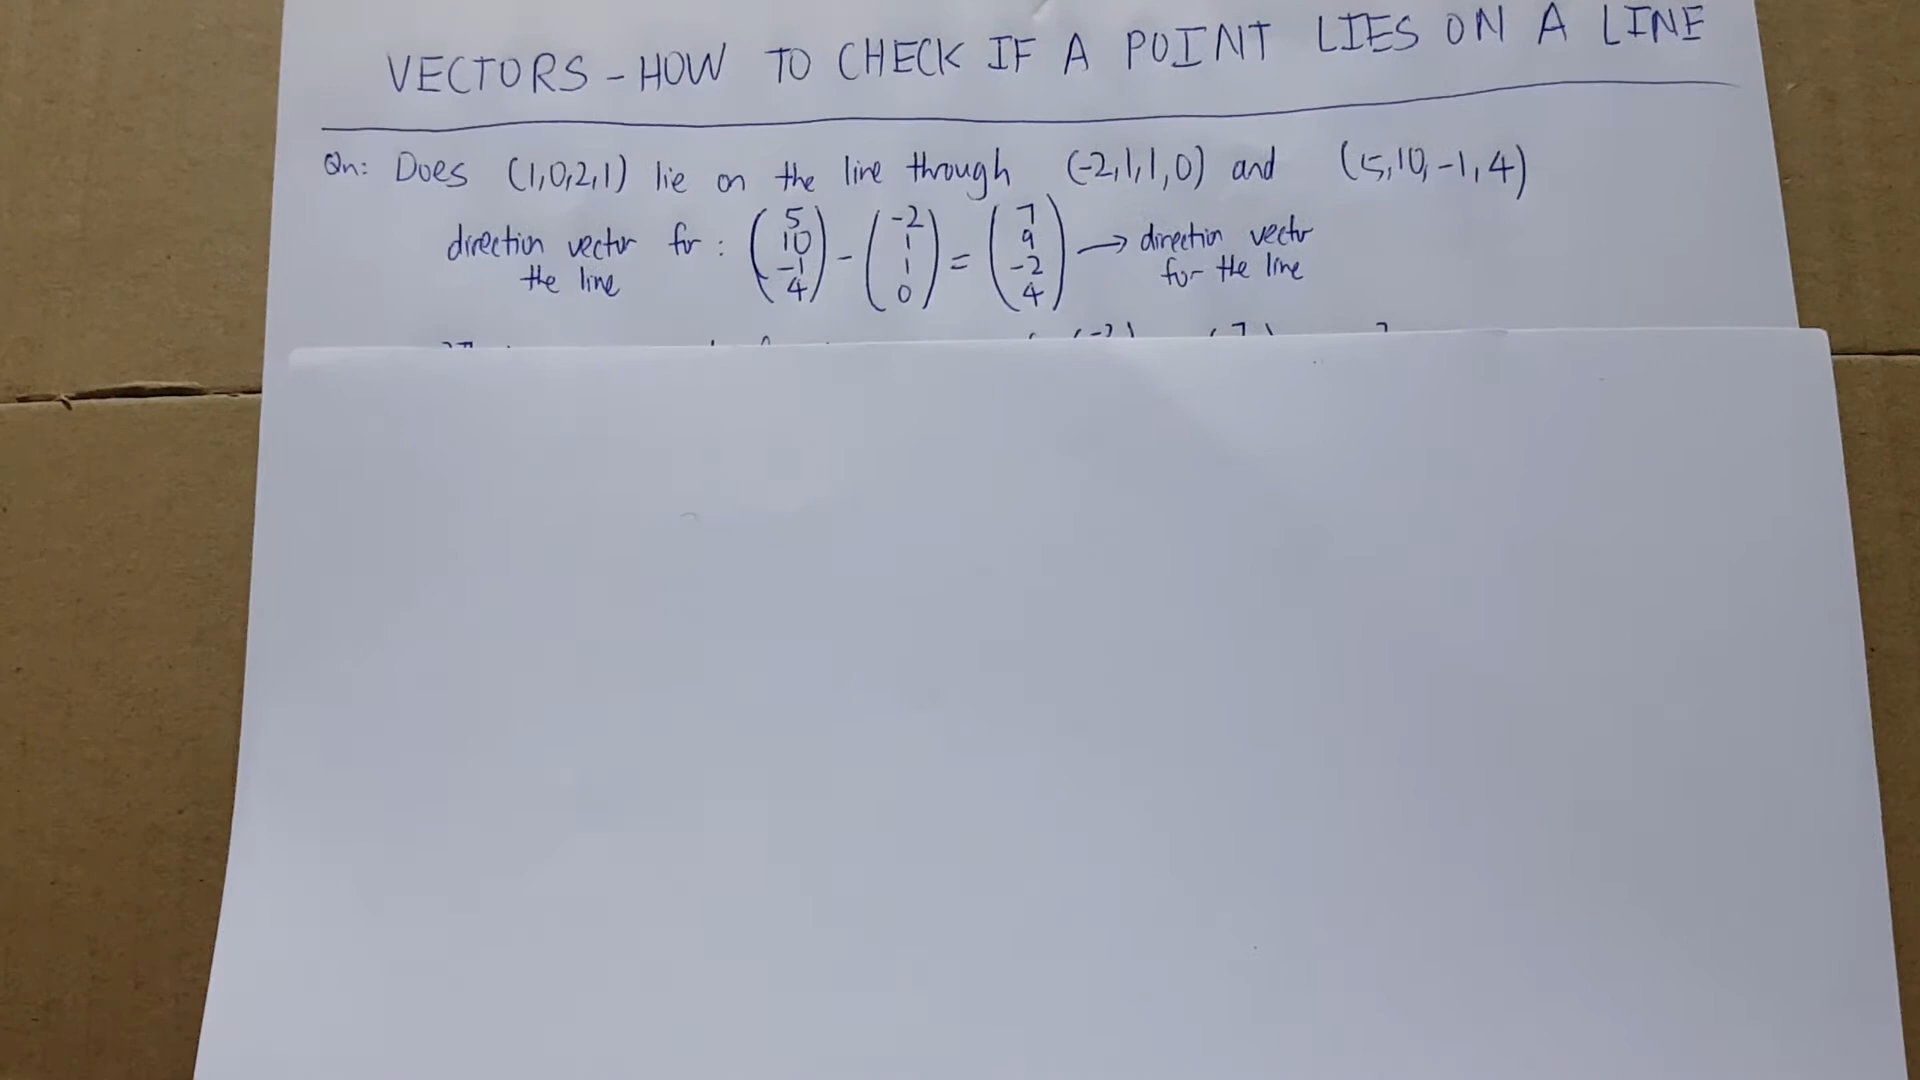 VECTORS - HOW TO CHECK IF A POINT LIES ON A LINE
Qn: Does (1,0,2,1) lie on the line through (-2,1,1,0) and (5,10,-1,4)
direction vector for the line : (5 10 -1 4) - (-2 1 1 0) = (7 9 -2 4) → direction vector for the line